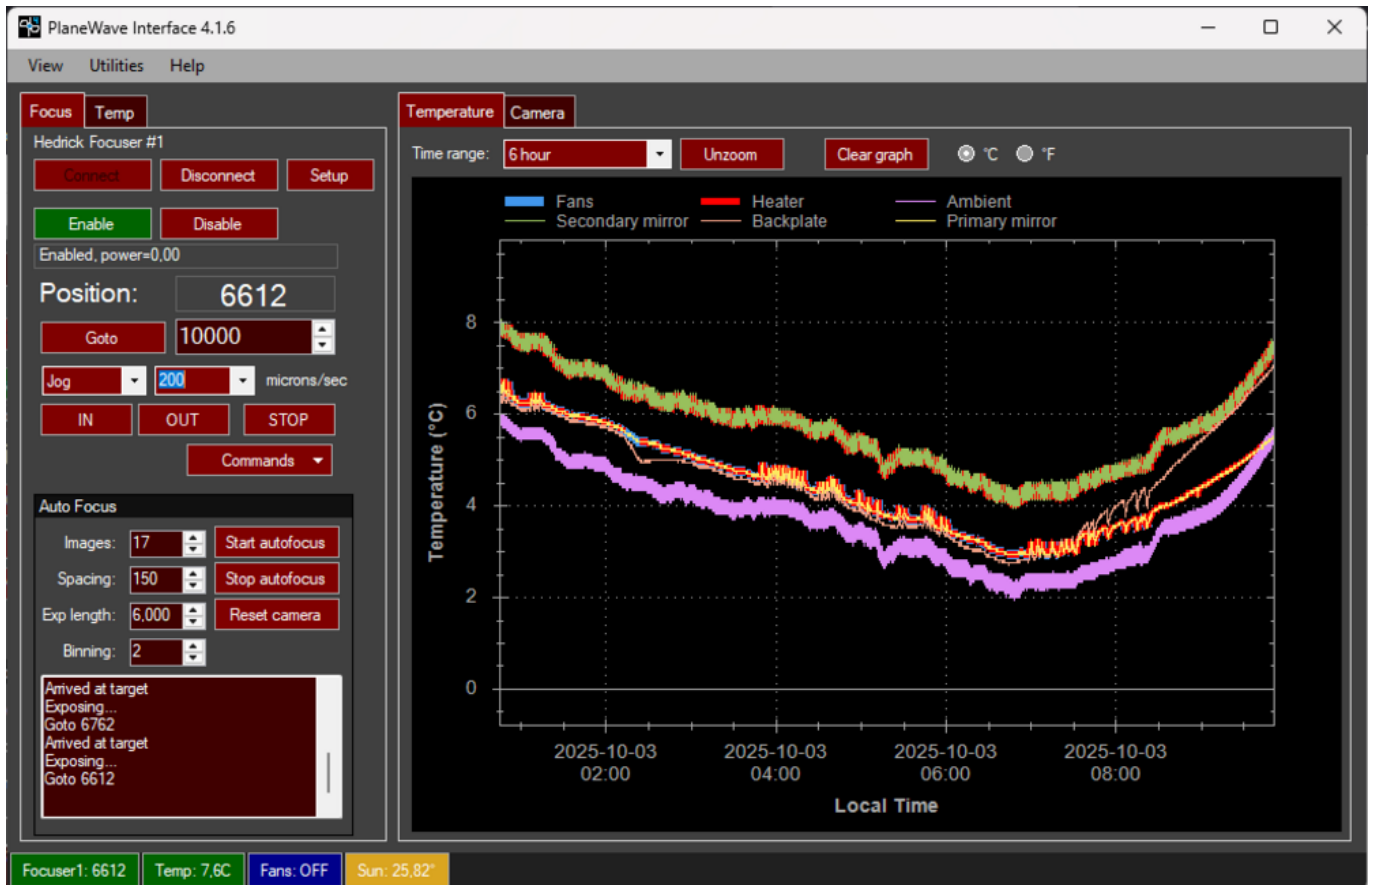 PlaneWave Interface 4.1.6
View Utilities Help
Focus Temp
Hedrick Focuser #1
Connect Disconnect Setup
Enable Disable
Enabled, power=0,00
Position: 6612
Goto 10000
Jog 200 microns/sec
IN OUT STOP
Commands
Auto Focus
Images: 17 Start autofocus
Spacing: 150 Stop autofocus
Exp length: 6,000 Reset camera
Binning: 2
Arrived at target
Exposing...
Goto 6762
Arrived at target
Exposing...
Goto 6612
Temperature Camera
Time range: 6 hour Unzoom Clear graph °C °F
Fans Heater Ambient
Secondary mirror Backplate Primary mirror
Temperature (°C)
8
6
4
2
0
2025-10-03 2025-10-03 2025-10-03 2025-10-03
02:00 04:00 06:00 08:00
Local Time
Focuser1: 6612 Temp: 7,6C Fans: OFF Sun: 25,82°